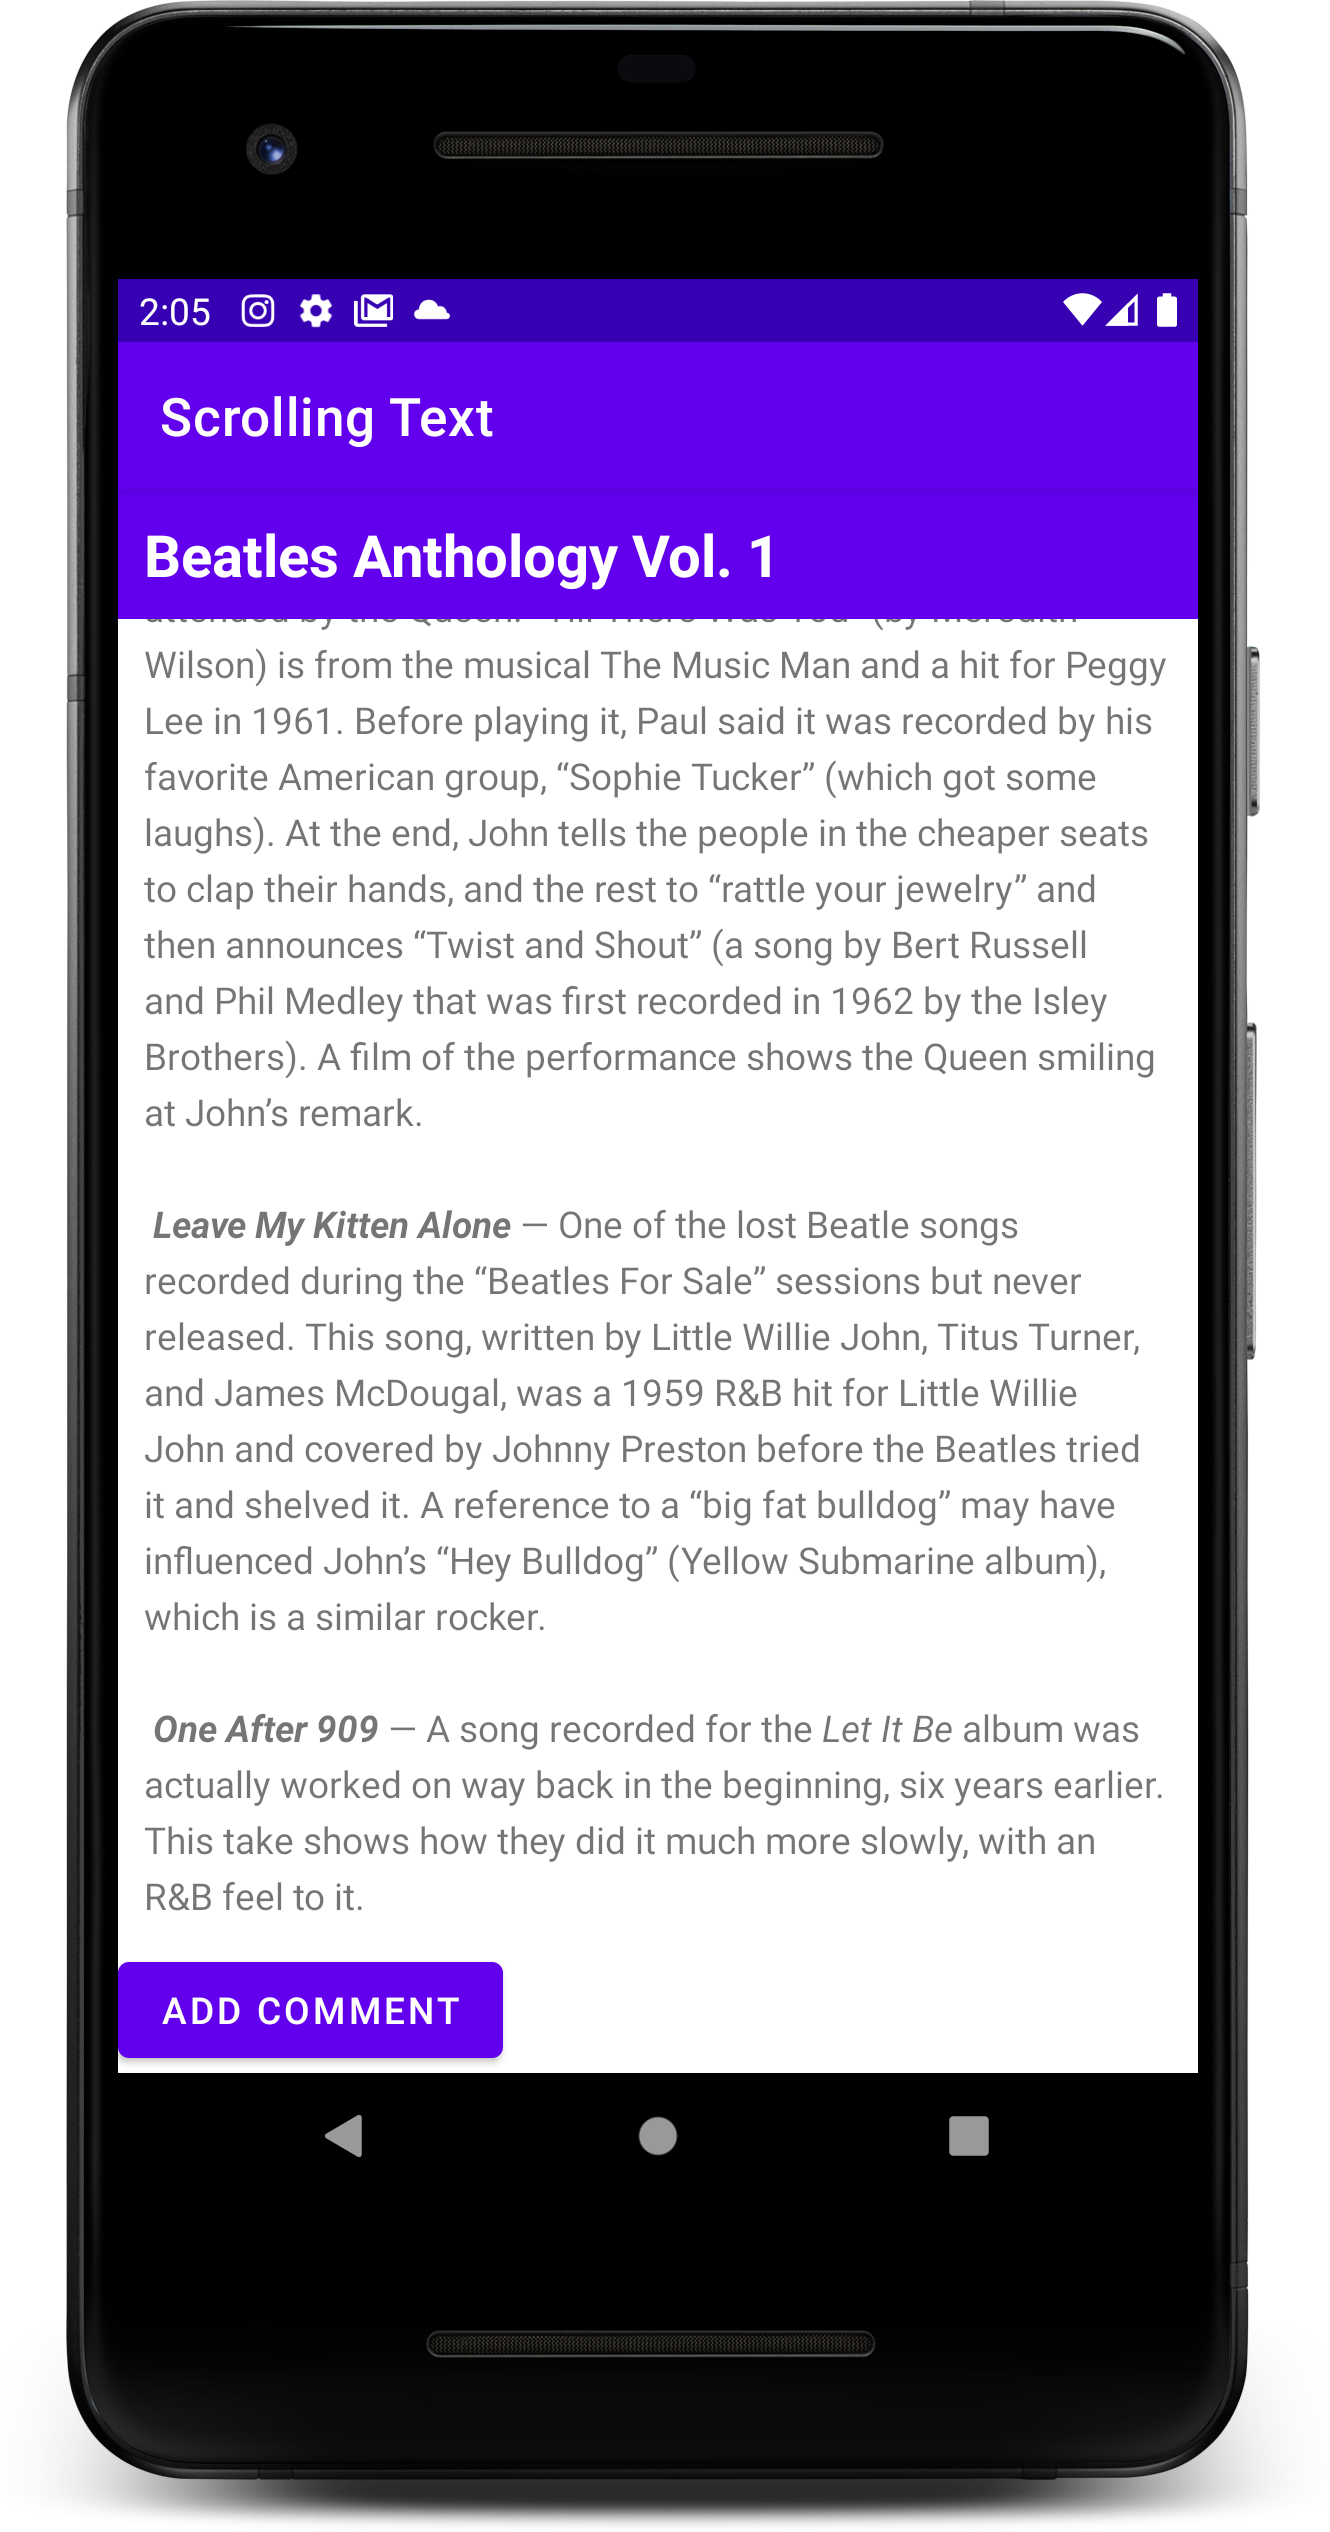 2:05
Scrolling Text
Beatles Anthology Vol. 1
attended by the Queen. “Till There Was You” (by Meredith
Wilson) is from the musical The Music Man and a hit for Peggy
Lee in 1961. Before playing it, Paul said it was recorded by his
favorite American group, “Sophie Tucker” (which got some
laughs). At the end, John tells the people in the cheaper seats
to clap their hands, and the rest to “rattle your jewelry” and
then announces “Twist and Shout” (a song by Bert Russell
and Phil Medley that was first recorded in 1962 by the Isley
Brothers). A film of the performance shows the Queen smiling
at John’s remark.
Leave My Kitten Alone — One of the lost Beatle songs
recorded during the “Beatles For Sale” sessions but never
released. This song, written by Little Willie John, Titus Turner,
and James McDougal, was a 1959 R&B hit for Little Willie
John and covered by Johnny Preston before the Beatles tried
it and shelved it. A reference to a “big fat bulldog” may have
influenced John’s “Hey Bulldog” (Yellow Submarine album),
which is a similar rocker.
One After 909 — A song recorded for the Let It Be album was
actually worked on way back in the beginning, six years earlier.
This take shows how they did it much more slowly, with an
R&B feel to it.
ADD COMMENT